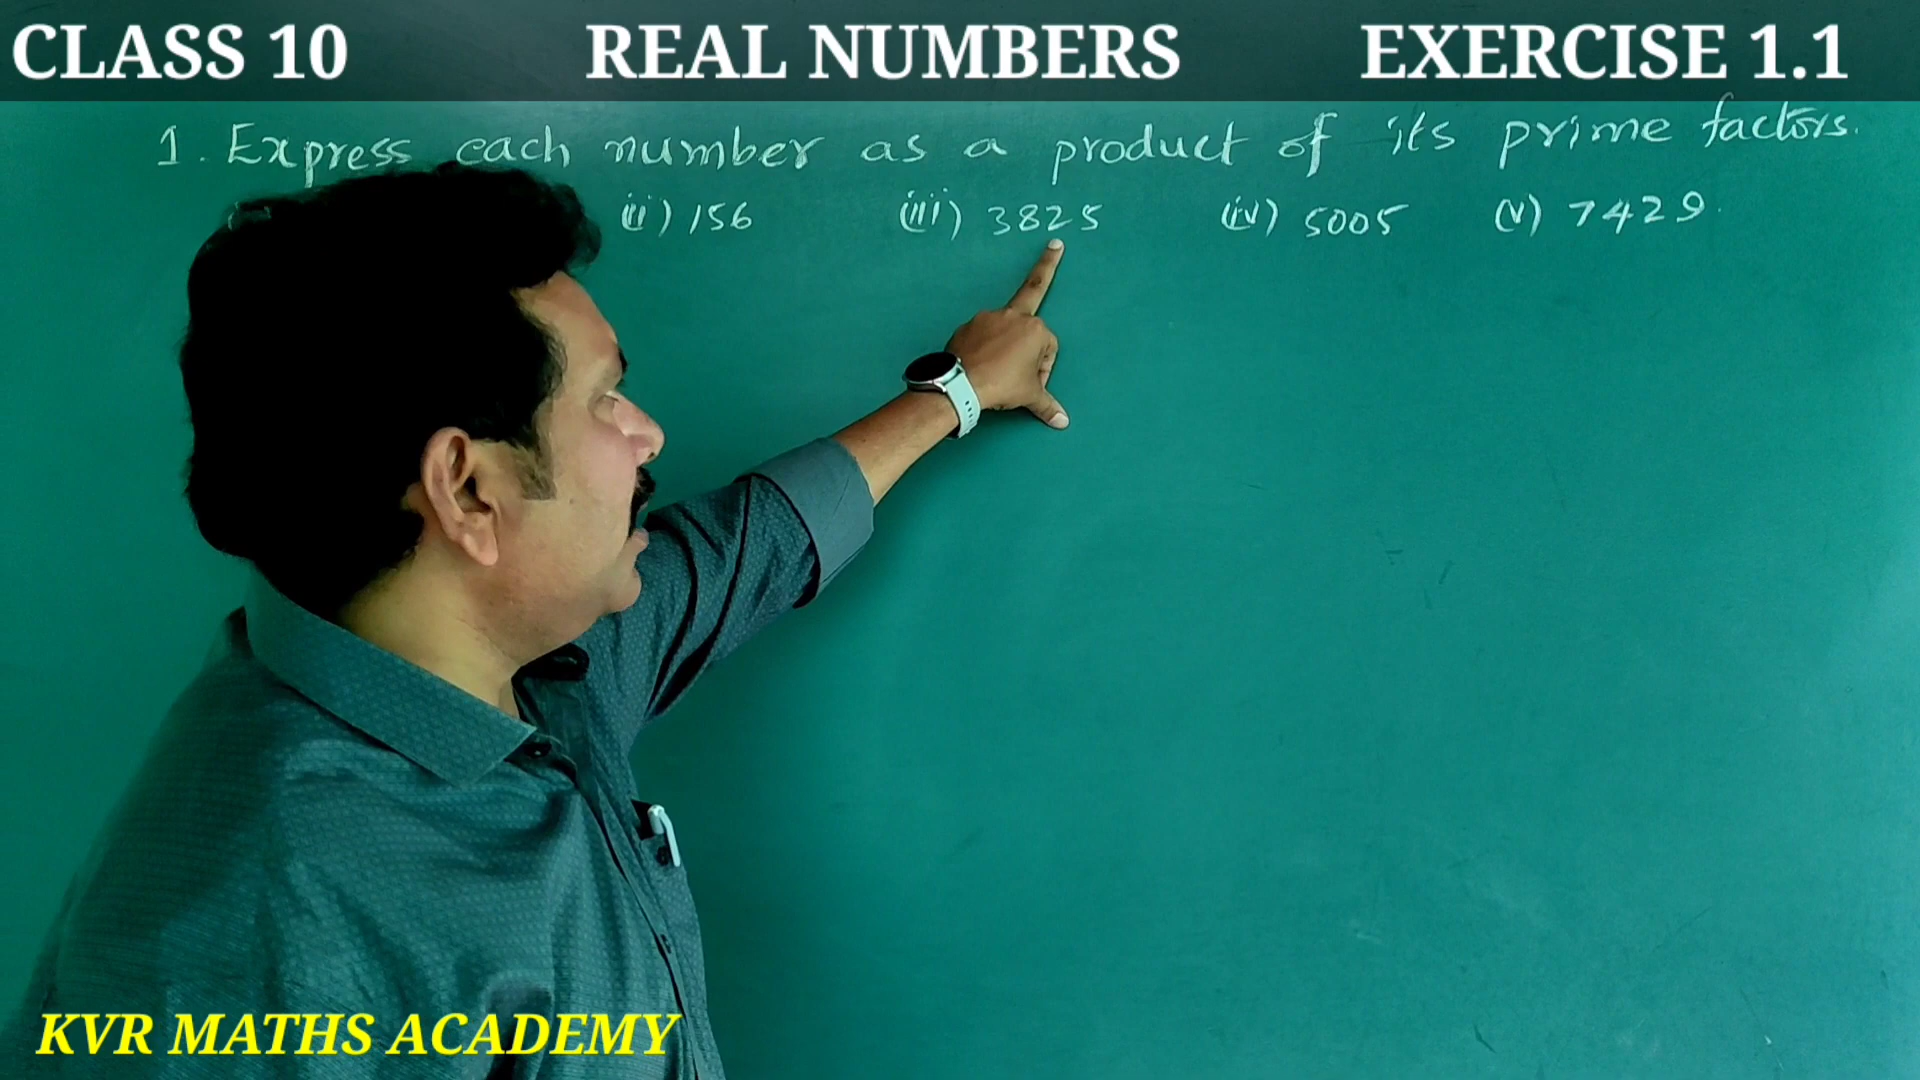 CLASS 10 REAL NUMBERS EXERCISE 1.1
1. Express each number as a product of its prime factors.
(ii) 156 (iii) 3825 (iv) 5005 (v) 7429.
KVR MATHS ACADEMY